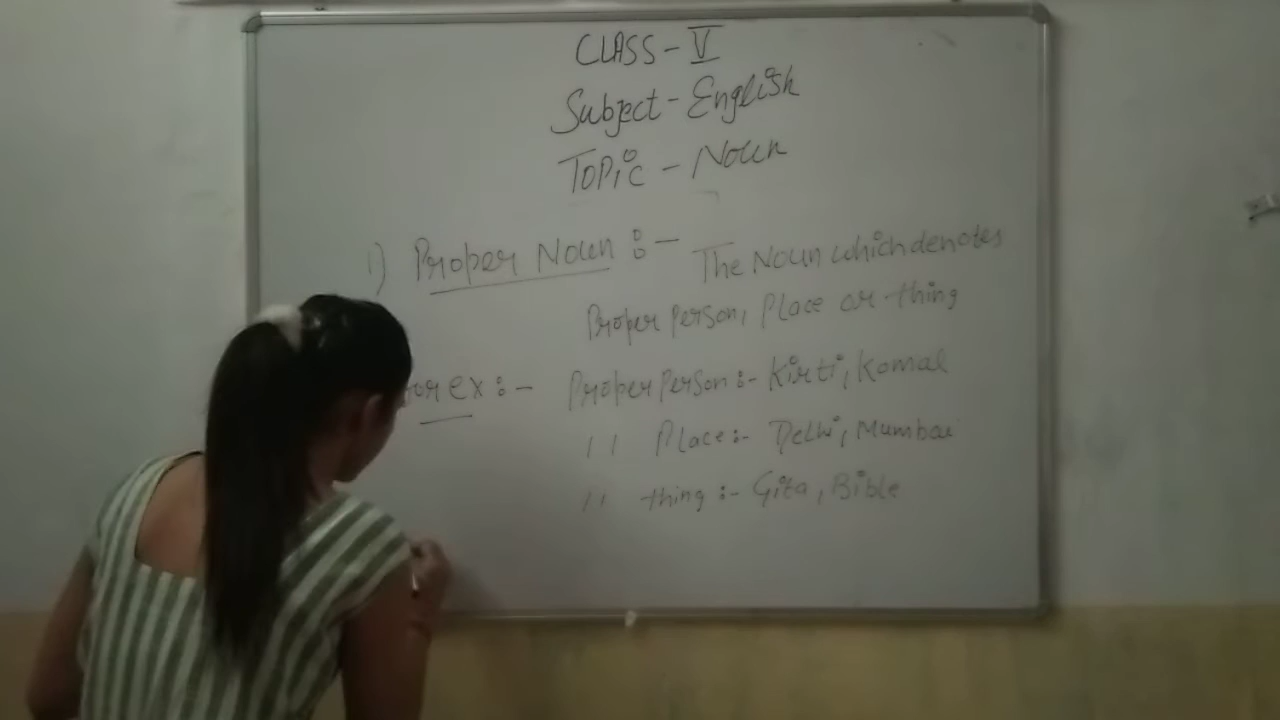 CLASS - V
Subject - English
Topic - Noun
1) Proper Noun :- The Noun which denotes
Proper person, Place or thing
or ex :- Proper person :- Kirti, Komal
" Place :- Delhi, Mumbai
" thing :- Gita, Bible